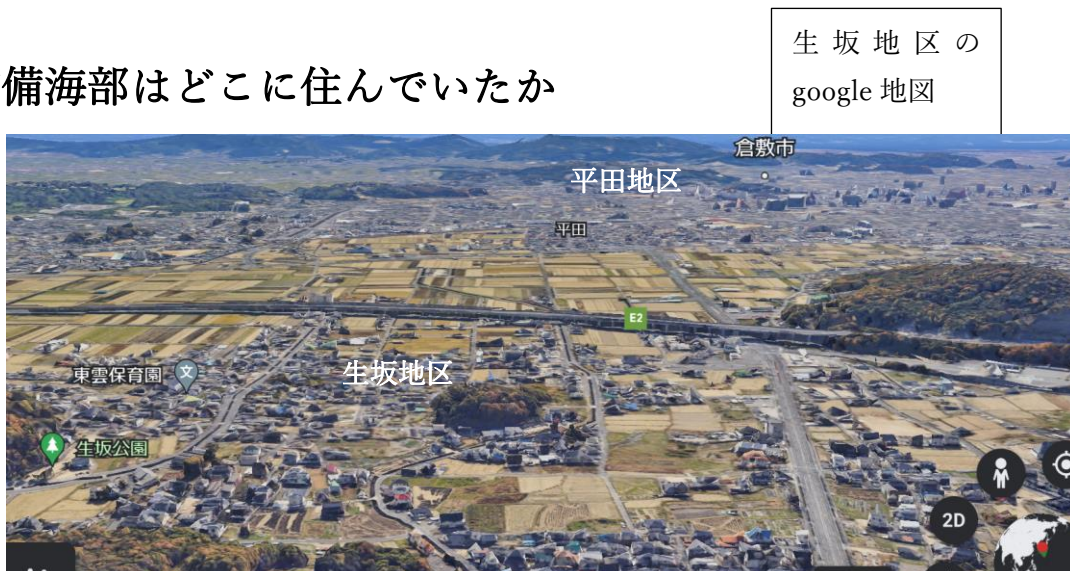 生坂地区の
google 地図
備海部はどこに住んでいたか
倉敷市
平田地区
平田
E2
生坂地区
東雲保育園
文
生坂公園
2D